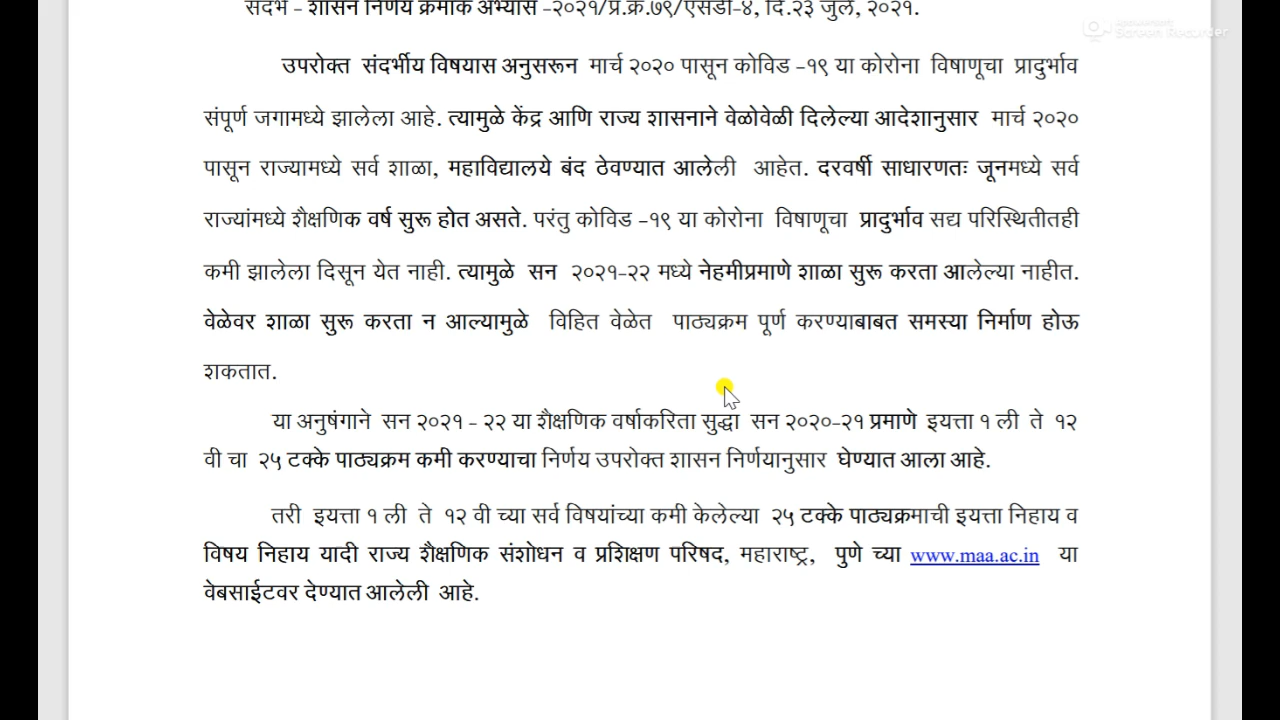 संदर्भ - शासन निर्णय क्रमांक अभ्यास -२०२१/प्र.क्र.७९/एसडी-४, दि.२३ जुलै, २०२१.
Screen Recorder
उपरोक्त संदर्भीय विषयास अनुसरून मार्च २०२० पासून कोविड -१९ या कोरोना विषाणूचा प्रादुर्भाव
संपूर्ण जगामध्ये झालेला आहे. त्यामुळे केंद्र आणि राज्य शासनाने वेळोवेळी दिलेल्या आदेशानुसार मार्च २०२०
पासून राज्यामध्ये सर्व शाळा, महाविद्यालये बंद ठेवण्यात आलेली आहेत. दरवर्षी साधारणतः जूनमध्ये सर्व
राज्यांमध्ये शैक्षणिक वर्ष सुरू होत असते. परंतु कोविड -१९ या कोरोना विषाणूचा प्रादुर्भाव सद्य परिस्थितीतही
कमी झालेला दिसून येत नाही. त्यामुळे सन २०२१-२२ मध्ये नेहमीप्रमाणे शाळा सुरू करता आलेल्या नाहीत.
वेळेवर शाळा सुरू करता न आल्यामुळे विहित वेळेत पाठ्यक्रम पूर्ण करण्याबाबत समस्या निर्माण होऊ
शकतात.
या अनुषंगाने सन २०२१ - २२ या शैक्षणिक वर्षाकरिता सुद्धा सन २०२०-२१ प्रमाणे इयत्ता १ ली ते १२
वी चा २५ टक्के पाठ्यक्रम कमी करण्याचा निर्णय उपरोक्त शासन निर्णयानुसार घेण्यात आला आहे.
तरी इयत्ता १ ली ते १२ वी च्या सर्व विषयांच्या कमी केलेल्या २५ टक्के पाठ्यक्रमाची इयत्ता निहाय व
विषय निहाय यादी राज्य शैक्षणिक संशोधन व प्रशिक्षण परिषद, महाराष्ट्र, पुणे च्या www.maa.ac.in या
वेबसाईटवर देण्यात आलेली आहे.